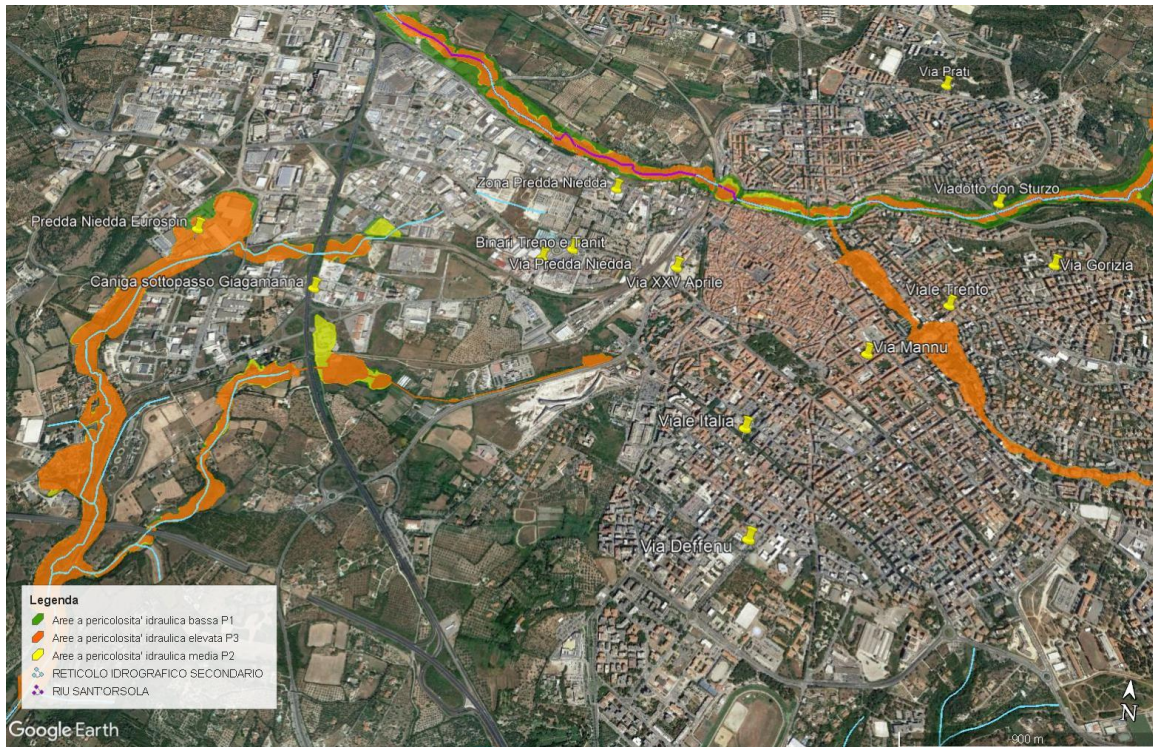 Via Prati
Zona Predda Niedda
Viadotto don Sturzo
Predda Niedda Eurospin
Binari Treno e Tanit
Via Predda Niedda
Via Gorizia
Caniga sottopasso Giagamanna
Via XXV Aprile
Viale Trento
Via Mannu
Viale Italia
Via Deffenu
Legenda
Aree a pericolosita' idraulica bassa P1
Aree a pericolosita' idraulica elevata P3
Aree a pericolosita' idraulica media P2
RETICOLO IDROGRAFICO SECONDARIO
RIU SANT'ORSOLA
N
Google Earth
900 m